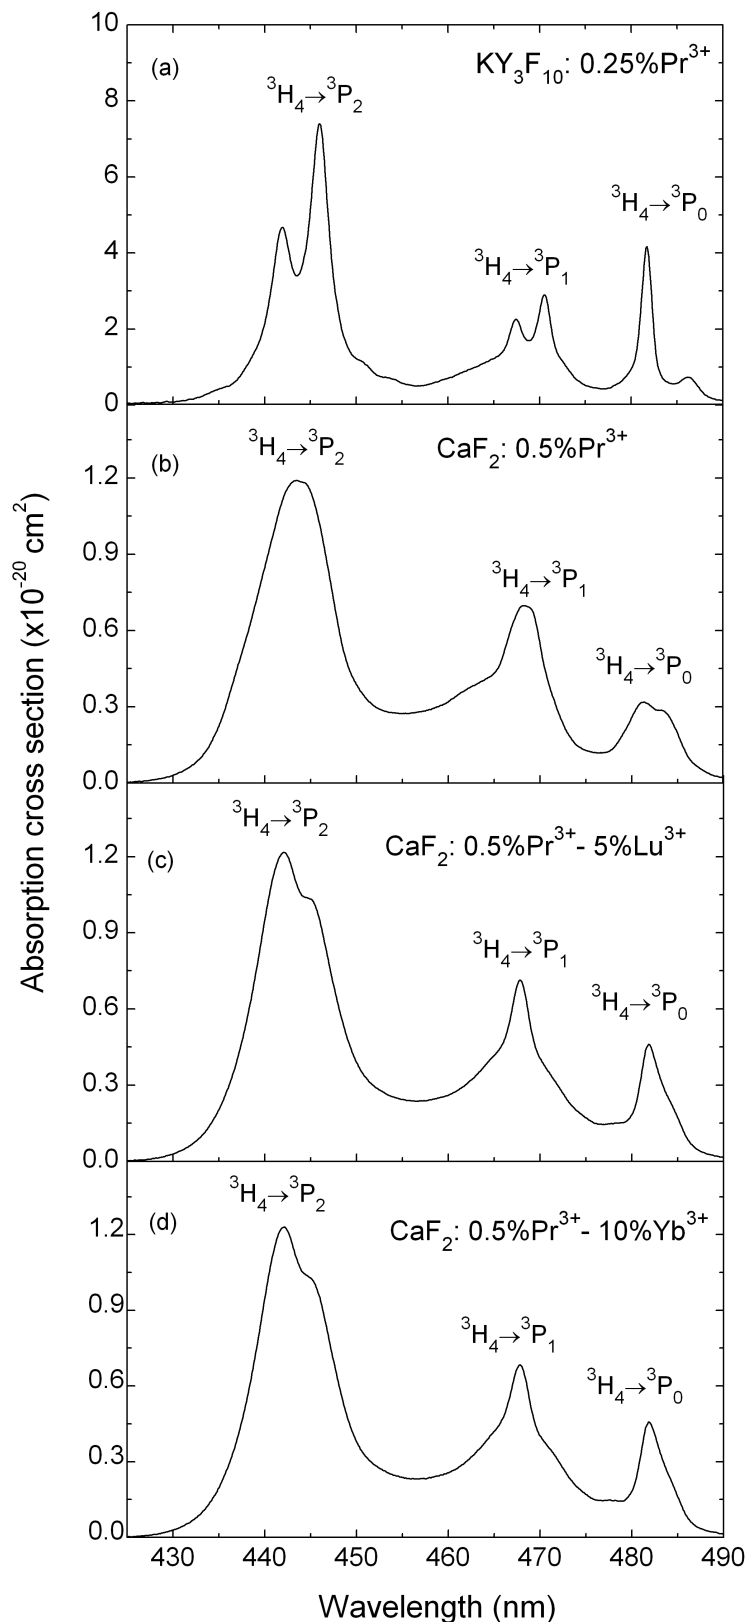 10
(a)
KY₃F₁₀: 0.25%Pr³⁺
³H₄→³P₂
8
6
³H₄→³P₀
4
³H₄→³P₁
2
0
³H₄→³P₂
(b)
CaF₂: 0.5%Pr³⁺
1.2
0.9
³H₄→³P₁
0.6
³H₄→³P₀
0.3
0.0
Absorption cross section (x10⁻²⁰ cm²)
³H₄→³P₂
(c)
CaF₂: 0.5%Pr³⁺- 5%Lu³⁺
1.2
0.9
³H₄→³P₁
³H₄→³P₀
0.6
0.3
0.0
³H₄→³P₂
(d)
CaF₂: 0.5%Pr³⁺- 10%Yb³⁺
1.2
0.9
³H₄→³P₁
0.6
³H₄→³P₀
0.3
0.0
430 440 450 460 470 480 490
Wavelength (nm)